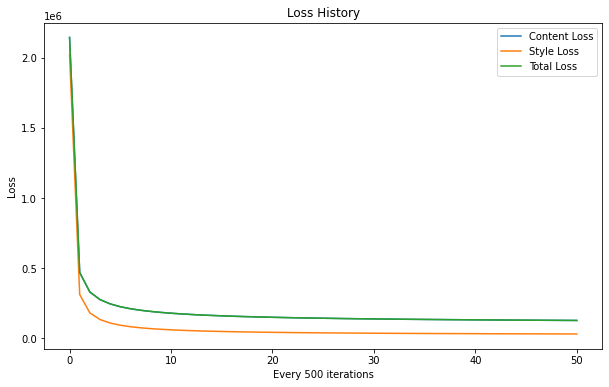 Loss History
1e6
Content Loss
Style Loss
Total Loss
2.0
1.5
1.0
0.5
0.0
Loss
0 10 20 30 40 50
Every 500 iterations